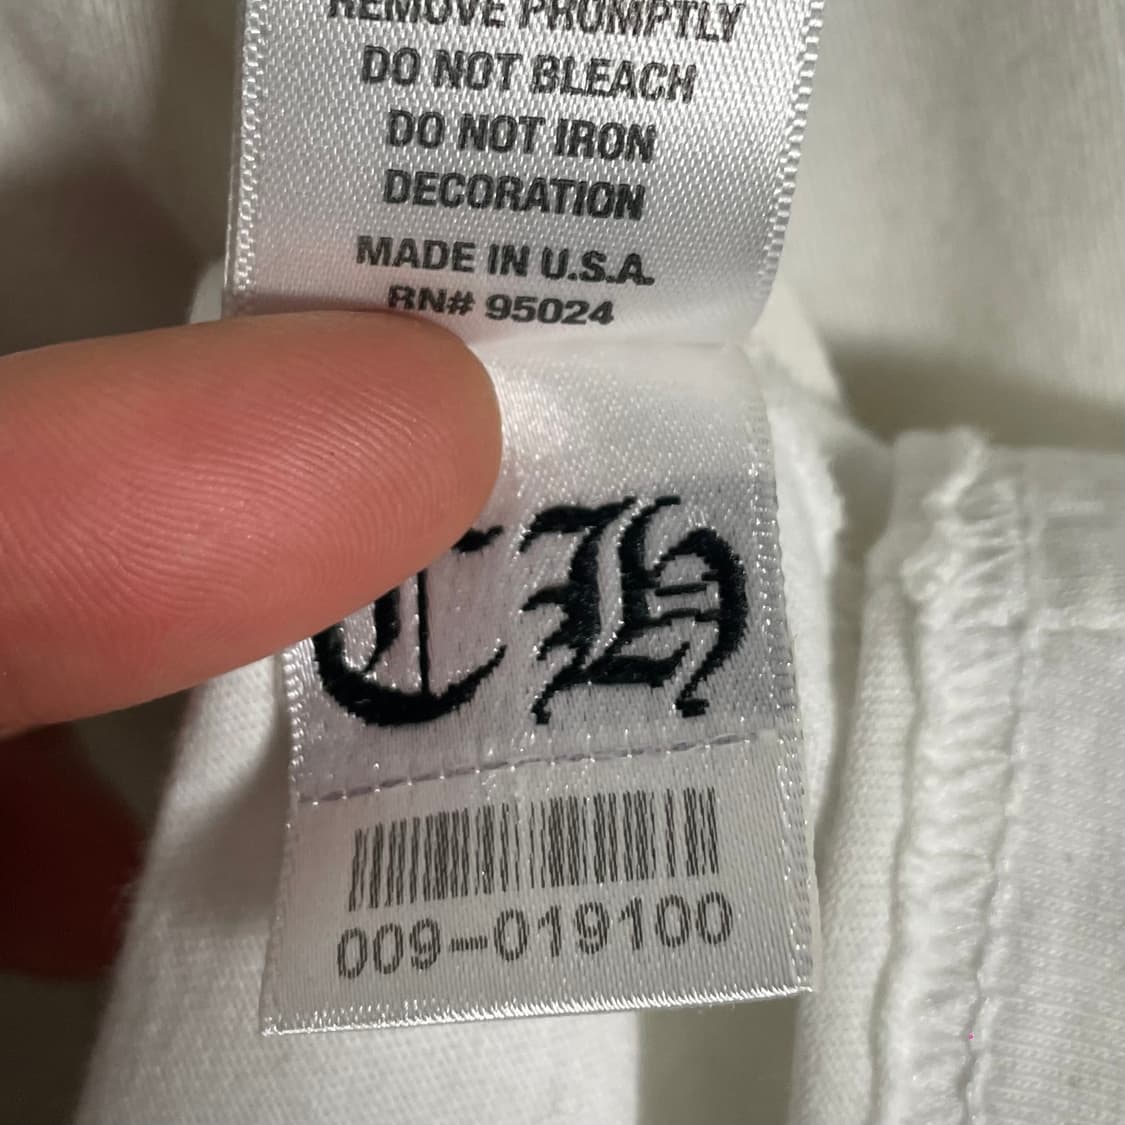 REMOVE PROMPTLY
DO NOT BLEACH
DO NOT IRON
DECORATION
MADE IN U.S.A.
RN# 95024
CH
009-019100